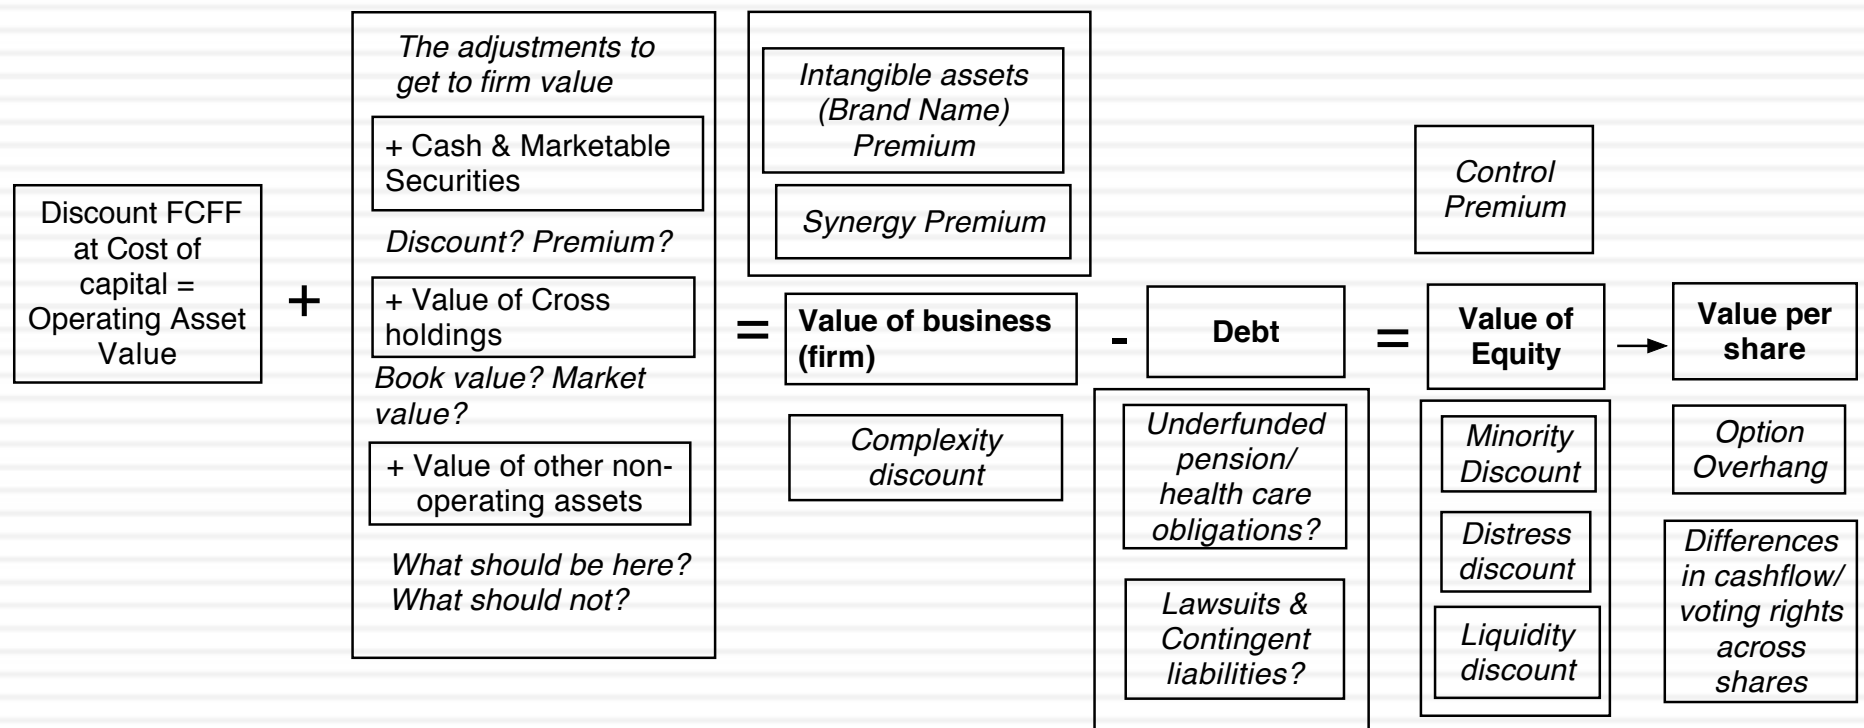 Discount FCFF
at Cost of
capital =
Operating Asset
Value
+
The adjustments to
get to firm value
+ Cash & Marketable
Securities
Discount? Premium?
+ Value of Cross
holdings
Book value? Market
value?
+ Value of other non-
operating assets
What should be here?
What should not?
=
Intangible assets
(Brand Name)
Premium
Synergy Premium
Value of business
(firm)
Complexity
discount
-
Debt
Underfunded
pension/
health care
obligations?
Lawsuits &
Contingent
liabilities?
=
Control
Premium
Value of
Equity
Minority
Discount
Distress
discount
Liquidity
discount
Value per
share
Option
Overhang
Differences
in cashflow/
voting rights
across
shares